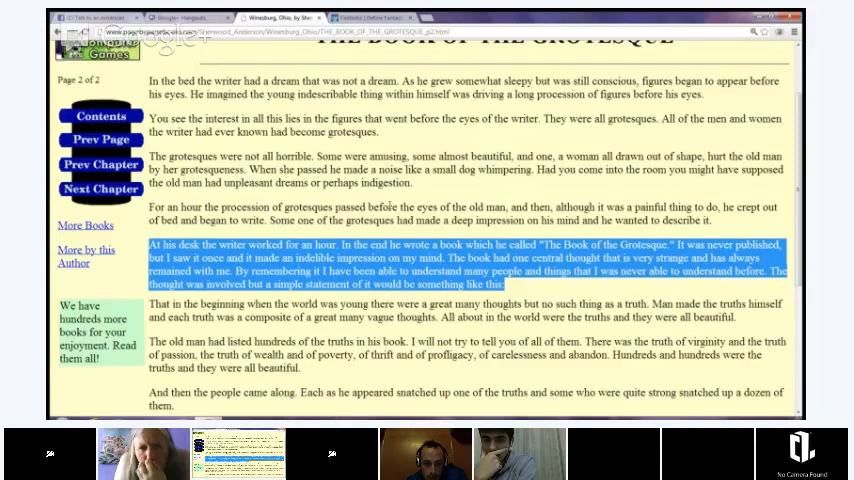 Talk to an extension
Google+ Hangouts
Winesburg, Ohio, by She
Fantastic | Define Fantasti
Google+
Sherwood_Anderson/Winesburg_Ohio/THE_BOOK_OF_THE_GROTESQUE_p2.html
BOOK OF THE GROTESQUE
Computer
Games
Page 2 of 2
Contents
Prev Page
Prev Chapter
Next Chapter
More Books
More by this
Author
We have
hundreds more
books for your
enjoyment. Read
them all!
In the bed the writer had a dream that was not a dream. As he grew somewhat sleepy but was still conscious, figures began to appear before
his eyes. He imagined the young indescribable thing within himself was driving a long procession of figures before his eyes.
You see the interest in all this lies in the figures that went before the eyes of the writer. They were all grotesques. All of the men and women
the writer had ever known had become grotesques.
The grotesques were not all horrible. Some were amusing, some almost beautiful, and one, a woman all drawn out of shape, hurt the old man
by her grotesqueness. When she passed he made a noise like a small dog whimpering. Had you come into the room you might have supposed
the old man had unpleasant dreams or perhaps indigestion.
For an hour the procession of grotesques passed before the eyes of the old man, and then, although it was a painful thing to do, he crept out
of bed and began to write. Some one of the grotesques had made a deep impression on his mind and he wanted to describe it.
At his desk the writer worked for an hour. In the end he wrote a book which he called "The Book of the Grotesque." It was never published,
but I saw it once and it made an indelible impression on my mind. The book had one central thought that is very strange and has always
remained with me. By remembering it I have been able to understand many people and things that I was never able to understand before. The
thought was involved but a simple statement of it would be something like this:
That in the beginning when the world was young there were a great many thoughts but no such thing as a truth. Man made the truths himself
and each truth was a composite of a great many vague thoughts. All about in the world were the truths and they were all beautiful.
The old man had listed hundreds of the truths in his book. I will not try to tell you of all of them. There was the truth of virginity and the truth
of passion, the truth of wealth and of poverty, of thrift and of profligacy, of carelessness and abandon. Hundreds and hundreds were the
truths and they were all beautiful.
And then the people came along. Each as he appeared snatched up one of the truths and some who were quite strong snatched up a dozen of
them.
No Camera Found